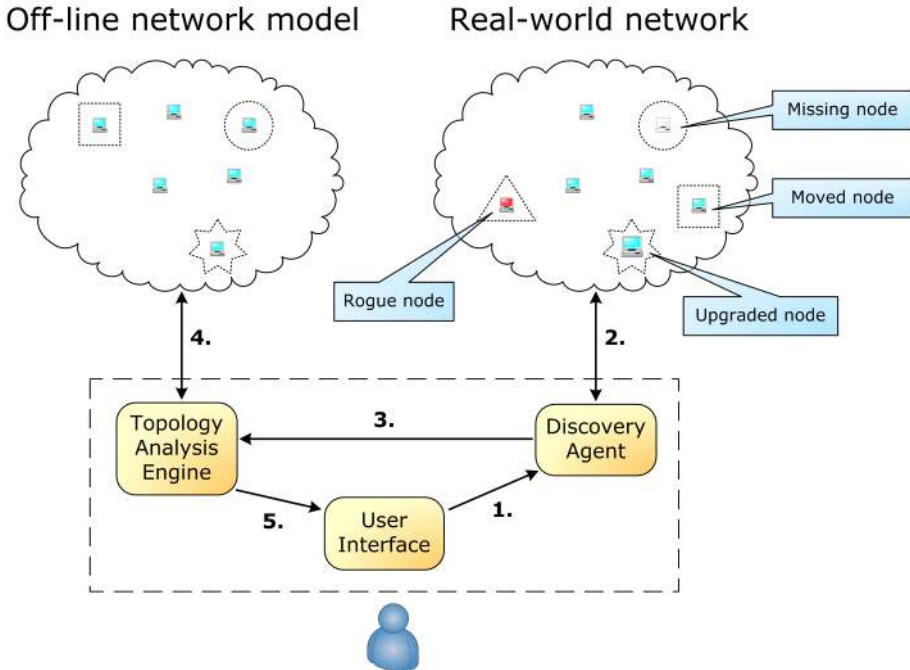 Off-line network model
Real-world network
Missing node
Moved node
Rogue node
Upgraded node
4.
2.
Topology
Analysis
Engine
3.
Discovery
Agent
5.
1.
User
Interface